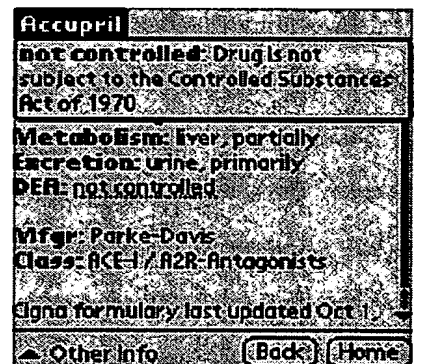 Accupril
not controlled: Drug is not
subject to the Controlled Substances
Act of 1970.
Metabolism: liver, partially
Excretion: urine, primarily
DEA: not controlled
Mfgr: Parke-Davis
Class: ACE-I / A2R-Antagonists
Cigna formulary last updated Oct 1,
Other Info
Back
Home